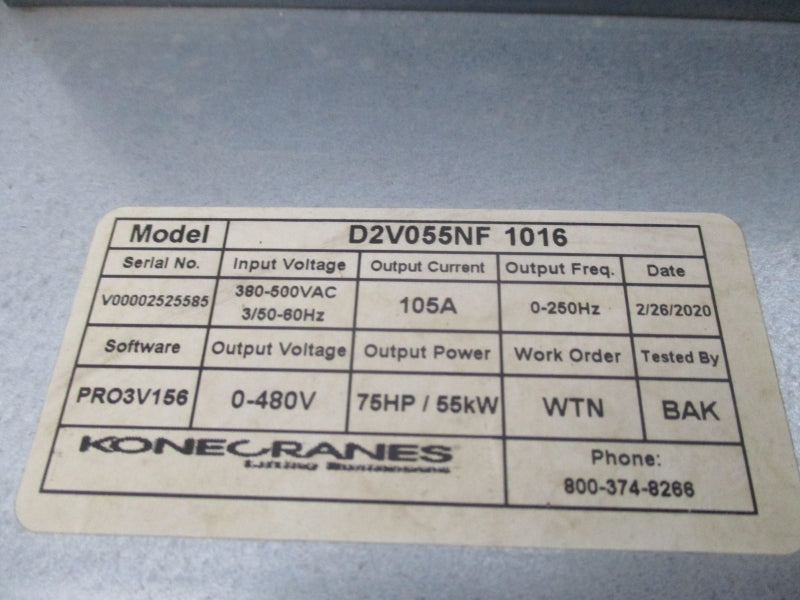 Model D2V055NF 1016
Serial No. Input Voltage Output Current Output Freq. Date
V00002525585 380-500VAC 3/50-60Hz 105A 0-250Hz 2/26/2020
Software Output Voltage Output Power Work Order Tested By
PRO3V156 0-480V 75HP / 55kW WTN BAK
KONECRANES
Lifting Businesses
Phone:
800-374-8266